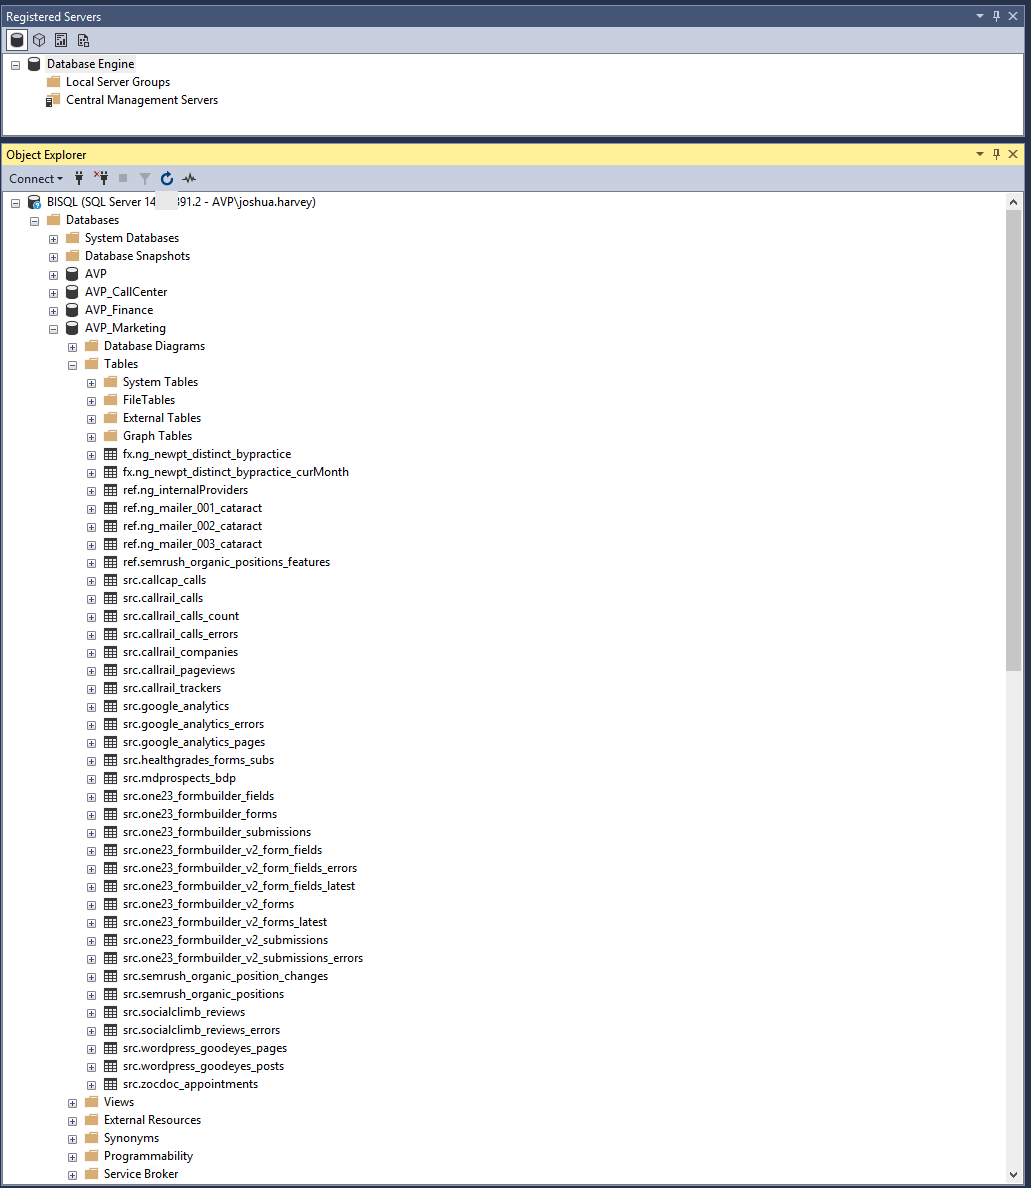 Registered Servers
Database Engine
Local Server Groups
Central Management Servers
Object Explorer
Connect
BISQL (SQL Server 14 391.2 - AVP\joshua.harvey)
Databases
System Databases
Database Snapshots
AVP
AVP_CallCenter
AVP_Finance
AVP_Marketing
Database Diagrams
Tables
System Tables
FileTables
External Tables
Graph Tables
fx.ng_newpt_distinct_bypractice
fx.ng_newpt_distinct_bypractice_curMonth
ref.ng_internalProviders
ref.ng_mailer_001_cataract
ref.ng_mailer_002_cataract
ref.ng_mailer_003_cataract
ref.semrush_organic_positions_features
src.callcap_calls
src.callrail_calls
src.callrail_calls_count
src.callrail_calls_errors
src.callrail_companies
src.callrail_pageviews
src.callrail_trackers
src.google_analytics
src.google_analytics_errors
src.google_analytics_pages
src.healthgrades_forms_subs
src.mdprospects_bdp
src.one23_formbuilder_fields
src.one23_formbuilder_forms
src.one23_formbuilder_submissions
src.one23_formbuilder_v2_form_fields
src.one23_formbuilder_v2_form_fields_errors
src.one23_formbuilder_v2_form_fields_latest
src.one23_formbuilder_v2_forms
src.one23_formbuilder_v2_forms_latest
src.one23_formbuilder_v2_submissions
src.one23_formbuilder_v2_submissions_errors
src.semrush_organic_position_changes
src.semrush_organic_positions
src.socialclimb_reviews
src.socialclimb_reviews_errors
src.wordpress_goodeyes_pages
src.wordpress_goodeyes_posts
src.zocdoc_appointments
Views
External Resources
Synonyms
Programmability
Service Broker